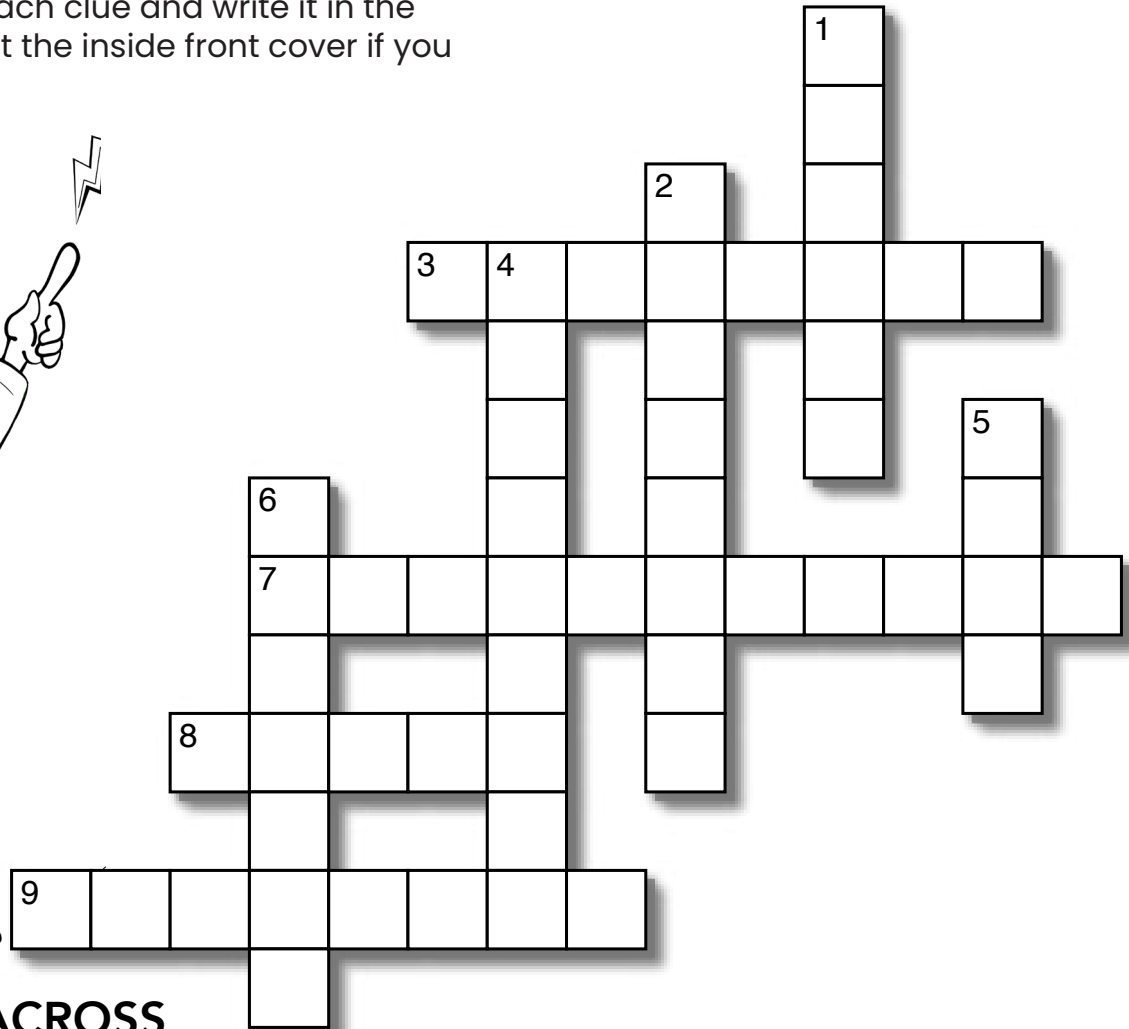 ach clue and write it in the
t the inside front cover if you
1
2
3 4
5
6
7
8
9
ACROSS